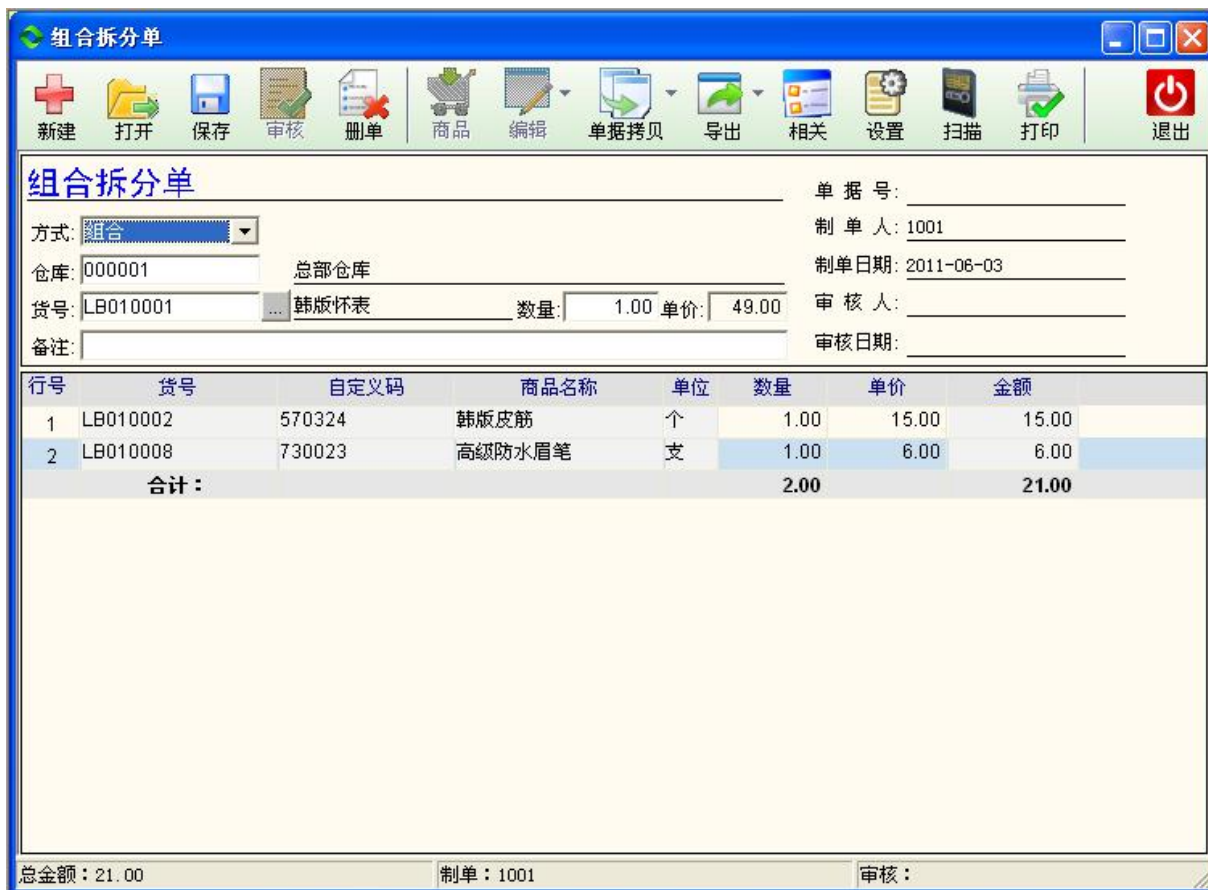 组合拆分单
新建 打开 保存 审核 删单 商品 编辑 单据拷贝 导出 相关 设置 扫描 打印 退出
组合拆分单
单 据 号:
方式: 组合
制 单 人: 1001
仓库: 000001 总部仓库
制单日期: 2011-06-03
货号: LB010001 ... 韩版怀表 数量: 1.00 单价: 49.00
审 核 人:
备注:
审核日期:
行号 货号 自定义码 商品名称 单位 数量 单价 金额
1 LB010002 570324 韩版皮筋 个 1.00 15.00 15.00
2 LB010008 730023 高级防水眉笔 支 1.00 6.00 6.00
合计: 2.00 21.00
总金额:21.00 制单:1001 审核: